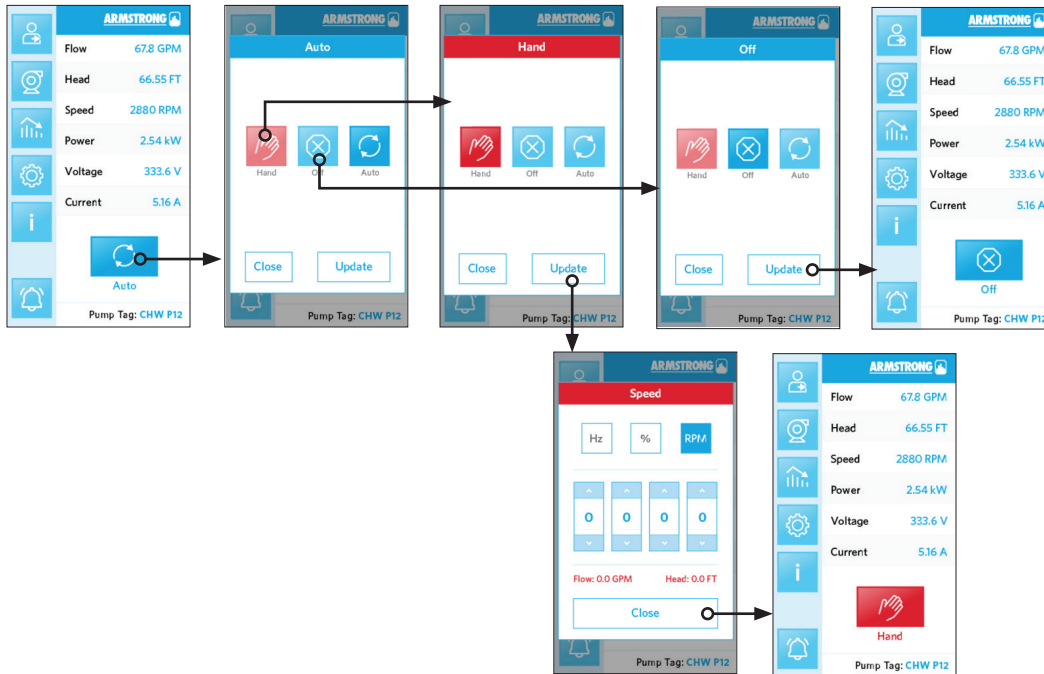 ARMSTRONG
Flow 67.8 GPM
Head 66.55 FT
Speed 2880 RPM
Power 2.54 kW
Voltage 333.6 V
Current 5.16 A
i
Auto
Pump Tag: CHW P12
ARMSTRONG
Auto
Hand Off Auto
Close Update
Pump Tag: CHW P12
ARMSTRONG
Hand
Hand Off Auto
Close Update
Pump Tag: CHW P12
ARMSTRONG
Off
Hand Off Auto
Close Update
Pump Tag: CHW P12
ARMSTRONG
Flow 67.8 GPM
Head 66.55 FT
Speed 2880 RPM
Power 2.54 kW
Voltage 333.6 V
Current 5.16 A
i
Off
Pump Tag: CHW P12
ARMSTRONG
Speed
Hz % RPM
0 0 0 0
Flow: 0.0 GPM Head: 0.0 FT
Close
Pump Tag: CHW P12
ARMSTRONG
Flow 67.8 GPM
Head 66.55 FT
Speed 2880 RPM
Power 2.54 kW
Voltage 333.6 V
Current 5.16 A
i
Hand
Pump Tag: CHW P12